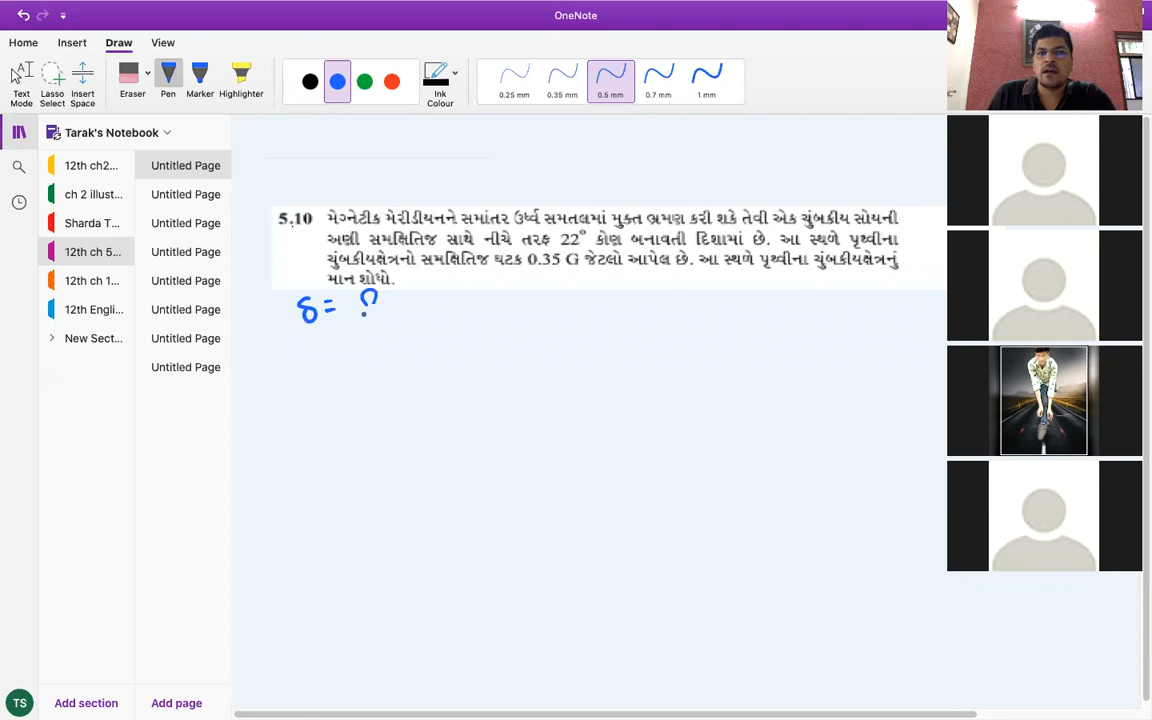 OneNote
Home Insert Draw View
Text Mode
Lasso Select
Insert Space
Eraser
Pen
Marker
Highlighter
Ink Colour
0.25 mm
0.35 mm
0.5 mm
0.7 mm
1 mm
Tarak's Notebook
12th ch2...
ch 2 illust...
Sharda T...
12th ch 5...
12th ch 1...
12th Engli...
New Sect...
Untitled Page
Untitled Page
Untitled Page
Untitled Page
Untitled Page
Untitled Page
Untitled Page
Untitled Page
5.10 મેગ્નેટીક મેરીડીયનને સમાંતર ઉર્ધ્વ સમતલમાં મુક્ત ભ્રમણ કરી શકે તેવી એક ચુંબકીય સોયની
અણી સમક્ષિતિજ સાથે નીચે તરફ 22° કોણ બનાવતી દિશામાં છે. આ સ્થળે પૃથ્વીના
ચુંબકીયક્ષેત્રનો સમક્ષિતિજ ઘટક 0.35 G જેટલો આપેલ છે. આ સ્થળે પૃથ્વીના ચુંબકીયક્ષેત્રનું
માન શોધો.
δ = ?
TS
Add section
Add page